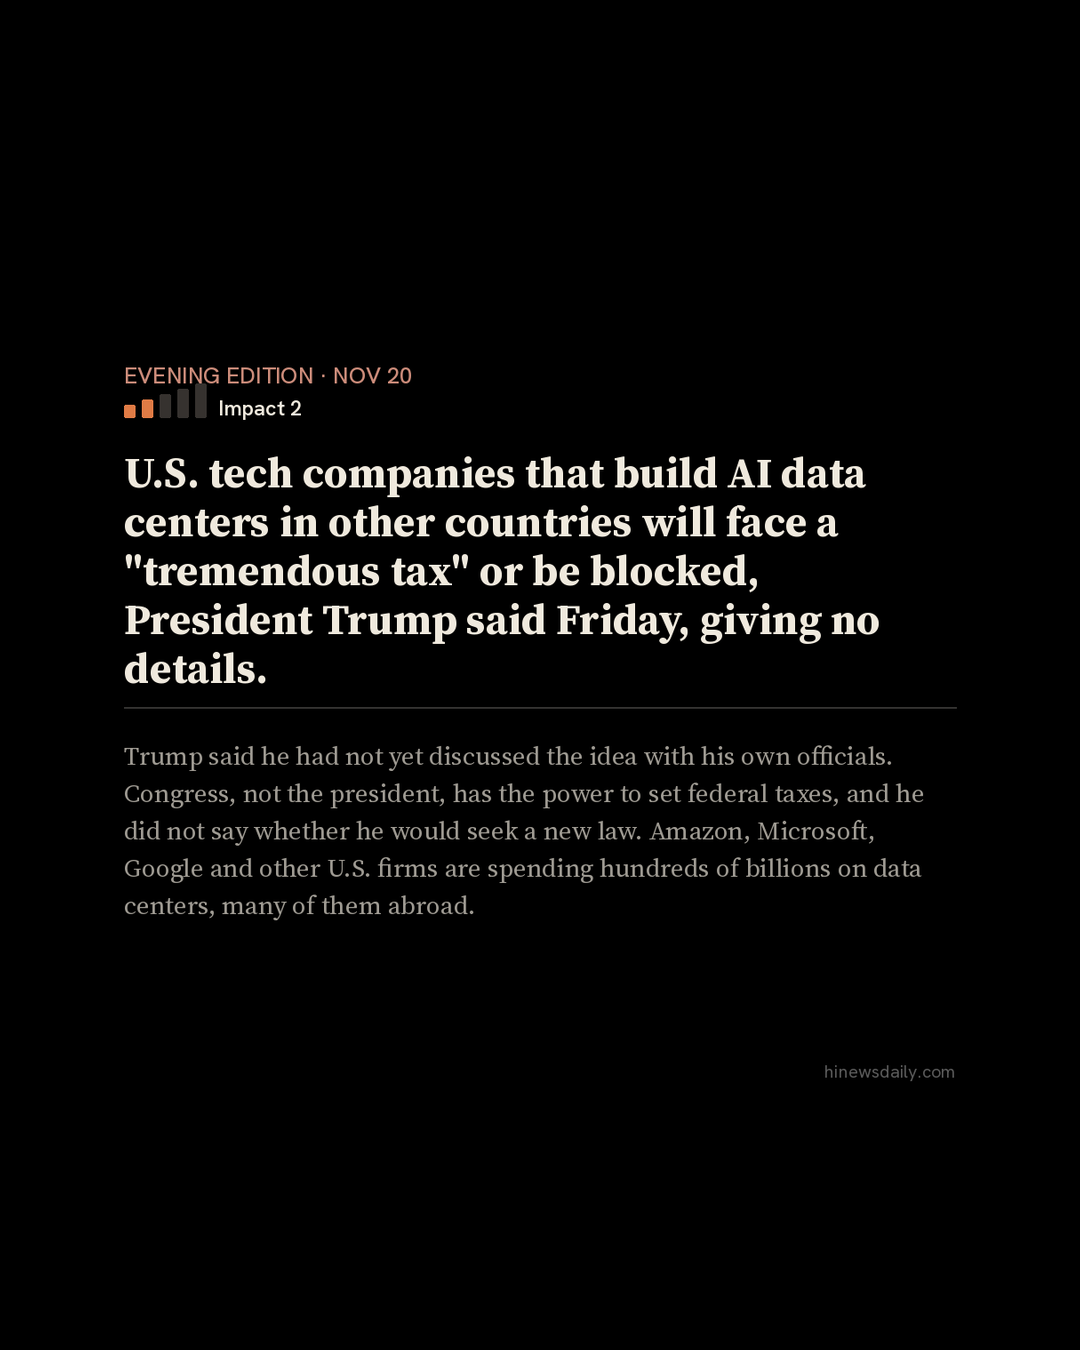 EVENING EDITION · NOV 20
Impact 2
U.S. tech companies that build AI data
centers in other countries will face a
"tremendous tax" or be blocked,
President Trump said Friday, giving no
details.
Trump said he had not yet discussed the idea with his own officials.
Congress, not the president, has the power to set federal taxes, and he
did not say whether he would seek a new law. Amazon, Microsoft,
Google and other U.S. firms are spending hundreds of billions on data
centers, many of them abroad.
hinewsdaily.com